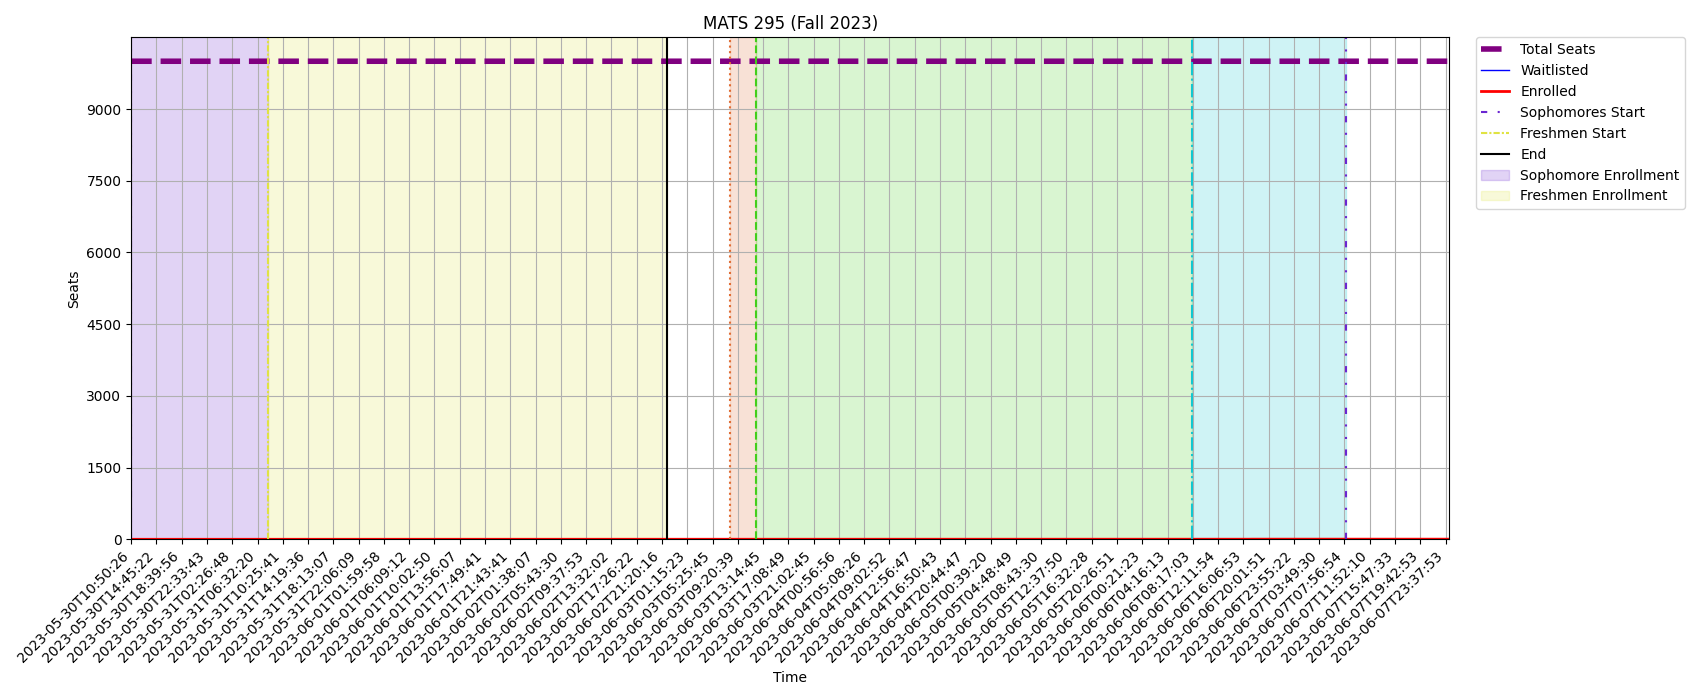 MATS 295 (Fall 2023)
Total Seats
Waitlisted
Enrolled
Sophomores Start
Freshmen Start
End
Sophomore Enrollment
Freshmen Enrollment
Seats
9000
7500
6000
4500
3000
1500
0
2023-05-30T10:50:26
2023-05-30T14:45:22
2023-05-30T18:39:56
2023-05-30T22:33:43
2023-05-31T02:26:48
2023-05-31T06:32:20
2023-05-31T10:25:41
2023-05-31T14:19:36
2023-05-31T18:13:07
2023-05-31T22:06:09
2023-06-01T01:59:58
2023-06-01T06:09:12
2023-06-01T10:02:50
2023-06-01T13:56:07
2023-06-01T17:49:41
2023-06-01T21:43:41
2023-06-02T01:38:07
2023-06-02T05:43:30
2023-06-02T09:37:53
2023-06-02T13:32:02
2023-06-02T17:26:22
2023-06-02T21:20:16
2023-06-03T01:15:23
2023-06-03T05:25:45
2023-06-03T09:20:39
2023-06-03T13:14:45
2023-06-03T17:08:49
2023-06-03T21:02:45
2023-06-04T00:56:56
2023-06-04T05:08:26
2023-06-04T09:02:52
2023-06-04T12:56:47
2023-06-04T16:50:43
2023-06-04T20:44:47
2023-06-05T00:39:20
2023-06-05T04:48:49
2023-06-05T08:43:30
2023-06-05T12:37:50
2023-06-05T16:32:28
2023-06-05T20:26:51
2023-06-06T00:21:23
2023-06-06T04:16:13
2023-06-06T08:17:03
2023-06-06T12:11:54
2023-06-06T16:06:53
2023-06-06T20:01:51
2023-06-06T23:55:22
2023-06-07T03:49:30
2023-06-07T07:56:54
2023-06-07T11:52:10
2023-06-07T15:47:33
2023-06-07T19:42:53
2023-06-07T23:37:53
Time